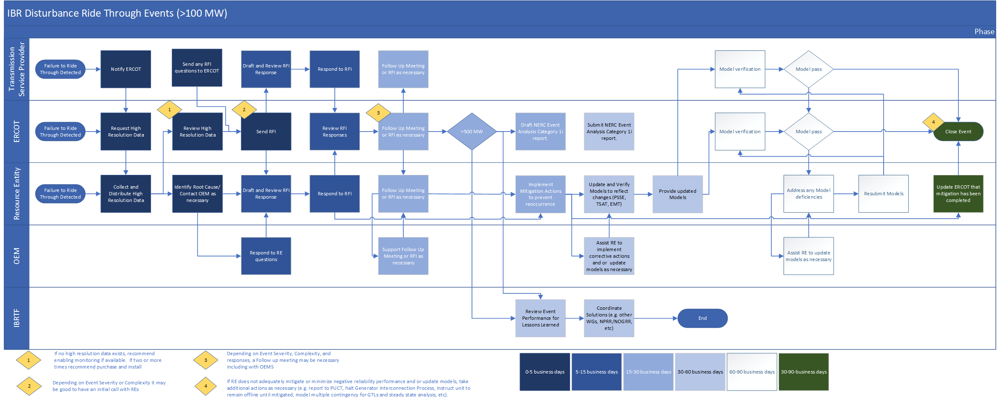 IBR Disturbance Ride Through Events (>100 MW)
Phase
Transmission
Service Provider
Failure to Ride
Through Detected
Notify ERCOT
Send any RFI
questions to ERCOT
Draft and Review RFI
Response
Respond to RFI
Follow Up Meeting
or RFI as necessary
Model verification
Model pass
ERCOT
Failure to Ride
Through Detected
Request High
Resolution Data
1
Review High
Resolution Data
2
Send RFI
Review RFI
Responses
3
Follow Up Meeting
or RFI as necessary
>500 MW
Draft NERC Event
Analysis Category 1i
report.
Submit NERC Event
Analysis Category 1i
report.
Model verification
Model pass
4
Close Event
Resource Entity
Failure to Ride
Through Detected
Collect and
Distribute High
Resolution Data
Identify Root Cause/
Contact OEM as
necessary
Draft and Review RFI
Response
Respond to RFI
Follow Up Meeting
or RFI as necessary
Implement
Mitigation Actions
to prevent
reoccurrence
Update and Verify
Models to reflect
changes (PSSE,
TSAT, EMT)
Provide updated
Models
Address any Model
deficiencies
Resubmit Models
Update ERCOT that
mitigation has been
completed
OEM
Respond to RE
questions
Support Follow Up
Meeting or RFI as
necessary
Assist RE to
implement
corrective actions
and or update
models as necessary
Assist RE to update
models as necessary
IBRTF
Review Event
Performance for
Lessons Learned
Coordinate
Solutions (e.g. other
WGs, NPRR/NOGRR,
etc)
End
1
If no high resolution data exists, recommend
enabling monitoring if available. If two or more
times recommend purchase and install
2
Depending on Event Severity or Complexity it may
be good to have an initial call with REs
3
Depending on Event Severity, Complexity, and
responses, a Follow up meeting may be necessary
including with OEMS
4
If RE does not adequately mitigate or minimize negative reliability performance and or update models, take
additional actions as necessary (e.g. report to PUCT, halt Generator Interconnection Process, Instruct unit to
remain offline until mitigated, model multiple contingency for GTLs and steady state analysis, etc).
0-5 business days
5-15 business days
15-30 business days
30-60 business days
60-90 business days
30-90-business days